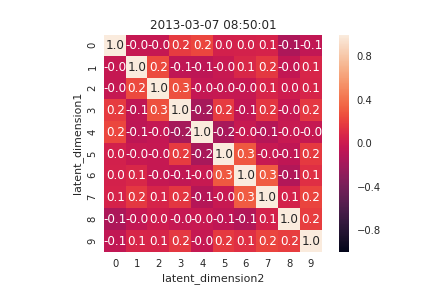 2013-03-07 08:50:01
latent_dimension1
0 1.0 -0.0 -0.0 0.2 0.2 0.0 0.0 0.1 -0.1 -0.1
1 -0.0 1.0 0.2 -0.1 -0.1 -0.0 0.1 0.2 -0.0 0.1
2 -0.0 0.2 1.0 0.3 -0.0 -0.0 -0.0 0.1 0.0 0.1
3 0.2 -0.1 0.3 1.0 -0.2 0.2 -0.1 0.2 -0.0 0.2
4 0.2 -0.1 -0.0 -0.2 1.0 -0.2 -0.0 -0.1 -0.0 -0.0
5 0.0 -0.0 -0.0 0.2 -0.2 1.0 0.3 -0.0 -0.1 0.2
6 0.0 0.1 -0.0 -0.1 -0.0 0.3 1.0 0.3 -0.1 0.1
7 0.1 0.2 0.1 0.2 -0.1 -0.0 0.3 1.0 0.1 0.2
8 -0.1 -0.0 0.0 -0.0 -0.0 -0.1 -0.1 0.1 1.0 0.2
9 -0.1 0.1 0.1 0.2 -0.0 0.2 0.1 0.2 0.2 1.0
0 1 2 3 4 5 6 7 8 9
latent_dimension2
0.8
0.4
0.0
-0.4
-0.8